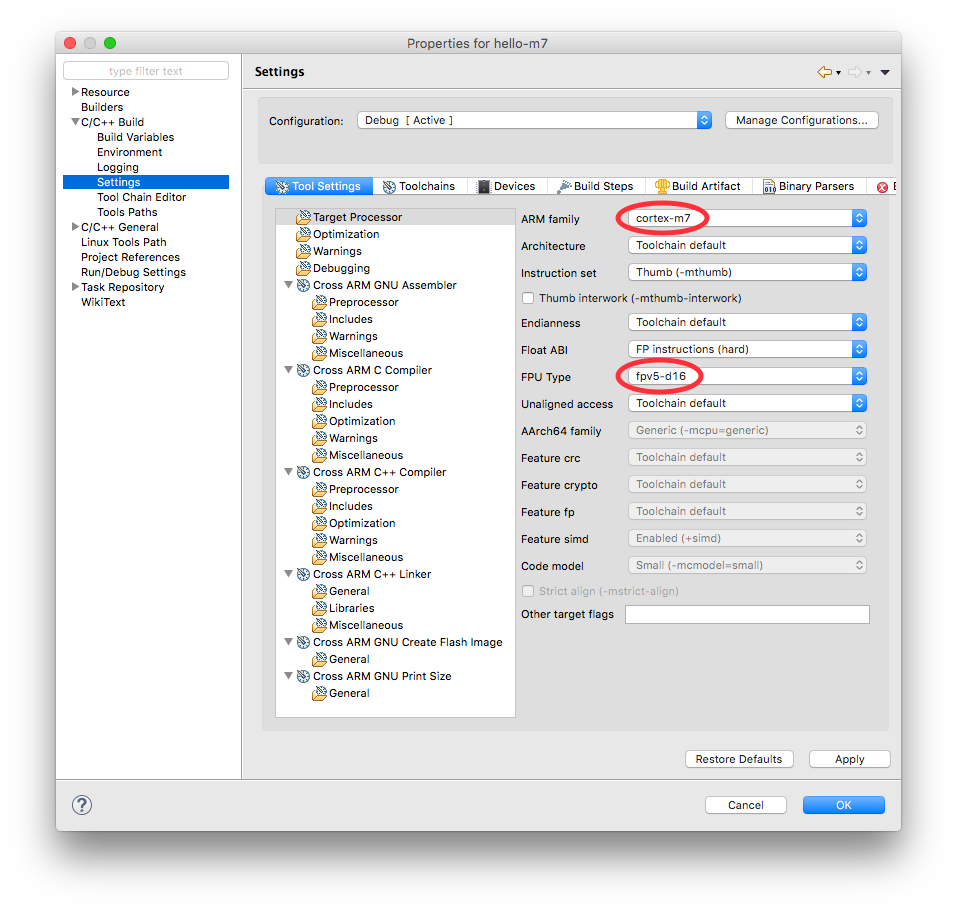 Properties for hello-m7
type filter text
Resource
Builders
C/C++ Build
Build Variables
Environment
Logging
Settings
Tool Chain Editor
Tools Paths
C/C++ General
Linux Tools Path
Project References
Run/Debug Settings
Task Repository
WikiText
Settings
Configuration: Debug [ Active ] Manage Configurations...
Tool Settings Toolchains Devices Build Steps Build Artifact Binary Parsers
Target Processor
Optimization
Warnings
Debugging
Cross ARM GNU Assembler
Preprocessor
Includes
Warnings
Miscellaneous
Cross ARM C Compiler
Preprocessor
Includes
Optimization
Warnings
Miscellaneous
Cross ARM C++ Compiler
Preprocessor
Includes
Optimization
Warnings
Miscellaneous
Cross ARM C++ Linker
General
Libraries
Miscellaneous
Cross ARM GNU Create Flash Image
General
Cross ARM GNU Print Size
General
ARM family cortex-m7
Architecture Toolchain default
Instruction set Thumb (-mthumb)
Thumb interwork (-mthumb-interwork)
Endianness Toolchain default
Float ABI FP instructions (hard)
FPU Type fpv5-d16
Unaligned access Toolchain default
AArch64 family Generic (-mcpu=generic)
Feature crc Toolchain default
Feature crypto Toolchain default
Feature fp Toolchain default
Feature simd Enabled (+simd)
Code model Small (-mcmodel=small)
Strict align (-mstrict-align)
Other target flags
Restore Defaults Apply
? Cancel OK